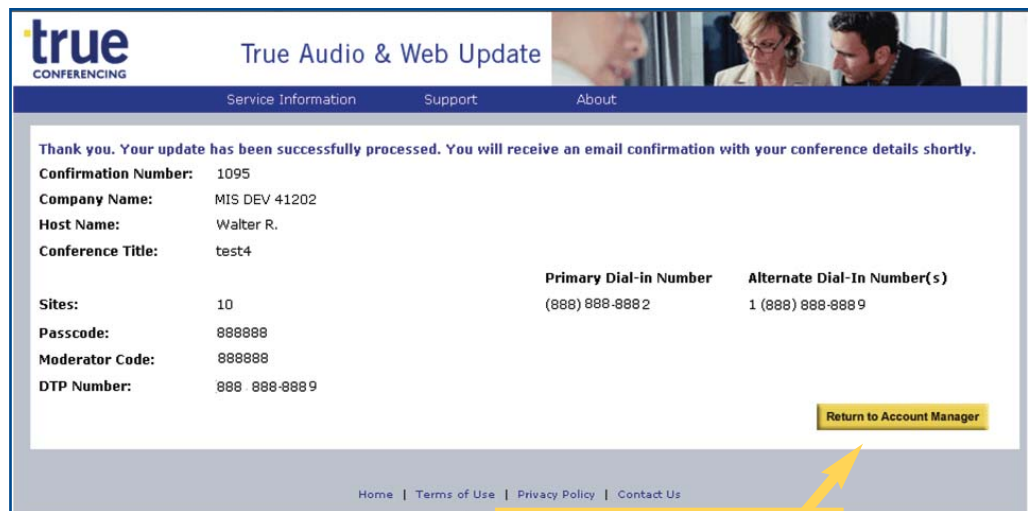 true
CONFERENCING
True Audio & Web Update
Service Information Support About
Thank you. Your update has been successfully processed. You will receive an email confirmation with your conference details shortly.
Confirmation Number: 1095
Company Name: MIS DEV 41202
Host Name: Walter R.
Conference Title: test4
Primary Dial-in Number Alternate Dial-In Number(s)
Sites: 10 (888) 888-8882 1 (888) 888-8889
Passcode: 888888
Moderator Code: 888888
DTP Number: 888 888-8889
Return to Account Manager
Home | Terms of Use | Privacy Policy | Contact Us